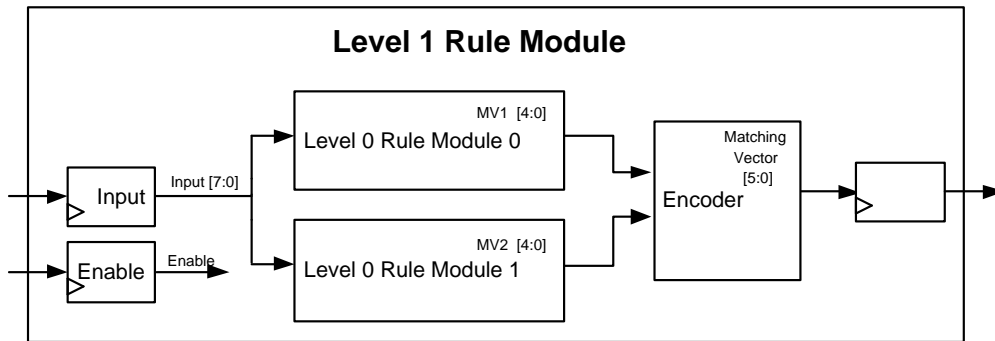 Level 1 Rule Module
MV1 [4:0]
Level 0 Rule Module 0
Matching
Vector
[5:0]
Encoder
Input
Input [7:0]
MV2 [4:0]
Level 0 Rule Module 1
Enable
Enable